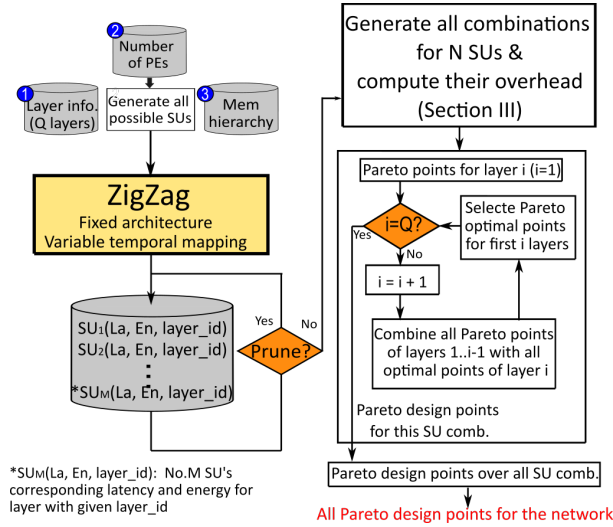 2
Number
of PEs
1
Layer info.
(Q layers)
Generate all
possible SUs
3
Mem
hierarchy
ZigZag
Fixed architecture
Variable temporal mapping
SU1(La, En, layer_id)
SU2(La, En, layer_id)
⋮
*SUM(La, En, layer_id)
Yes
No
Prune?
*SUM(La, En, layer_id): No.M SU's
corresponding latency and energy for
layer with given layer_id
Generate all combinations
for N SUs &
compute their overhead
(Section III)
Pareto points for layer i (i=1)
i=Q?
Yes
No
i = i + 1
Selecte Pareto
optimal points
for first i layers
Combine all Pareto points
of layers 1..i-1 with all
optimal points of layer i
Pareto design points
for this SU comb.
Pareto design points over all SU comb.
All Pareto design points for the network